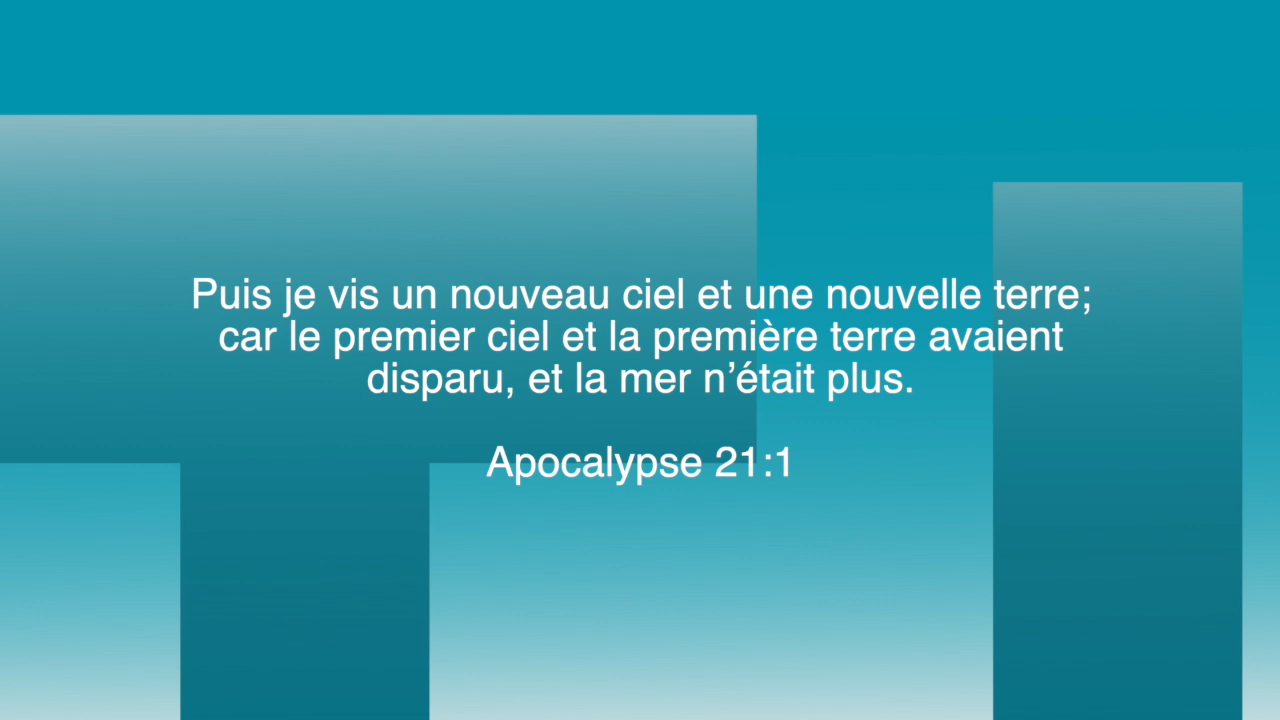 Puis je vis un nouveau ciel et une nouvelle terre;
car le premier ciel et la première terre avaient
disparu, et la mer n’était plus.
Apocalypse 21:1